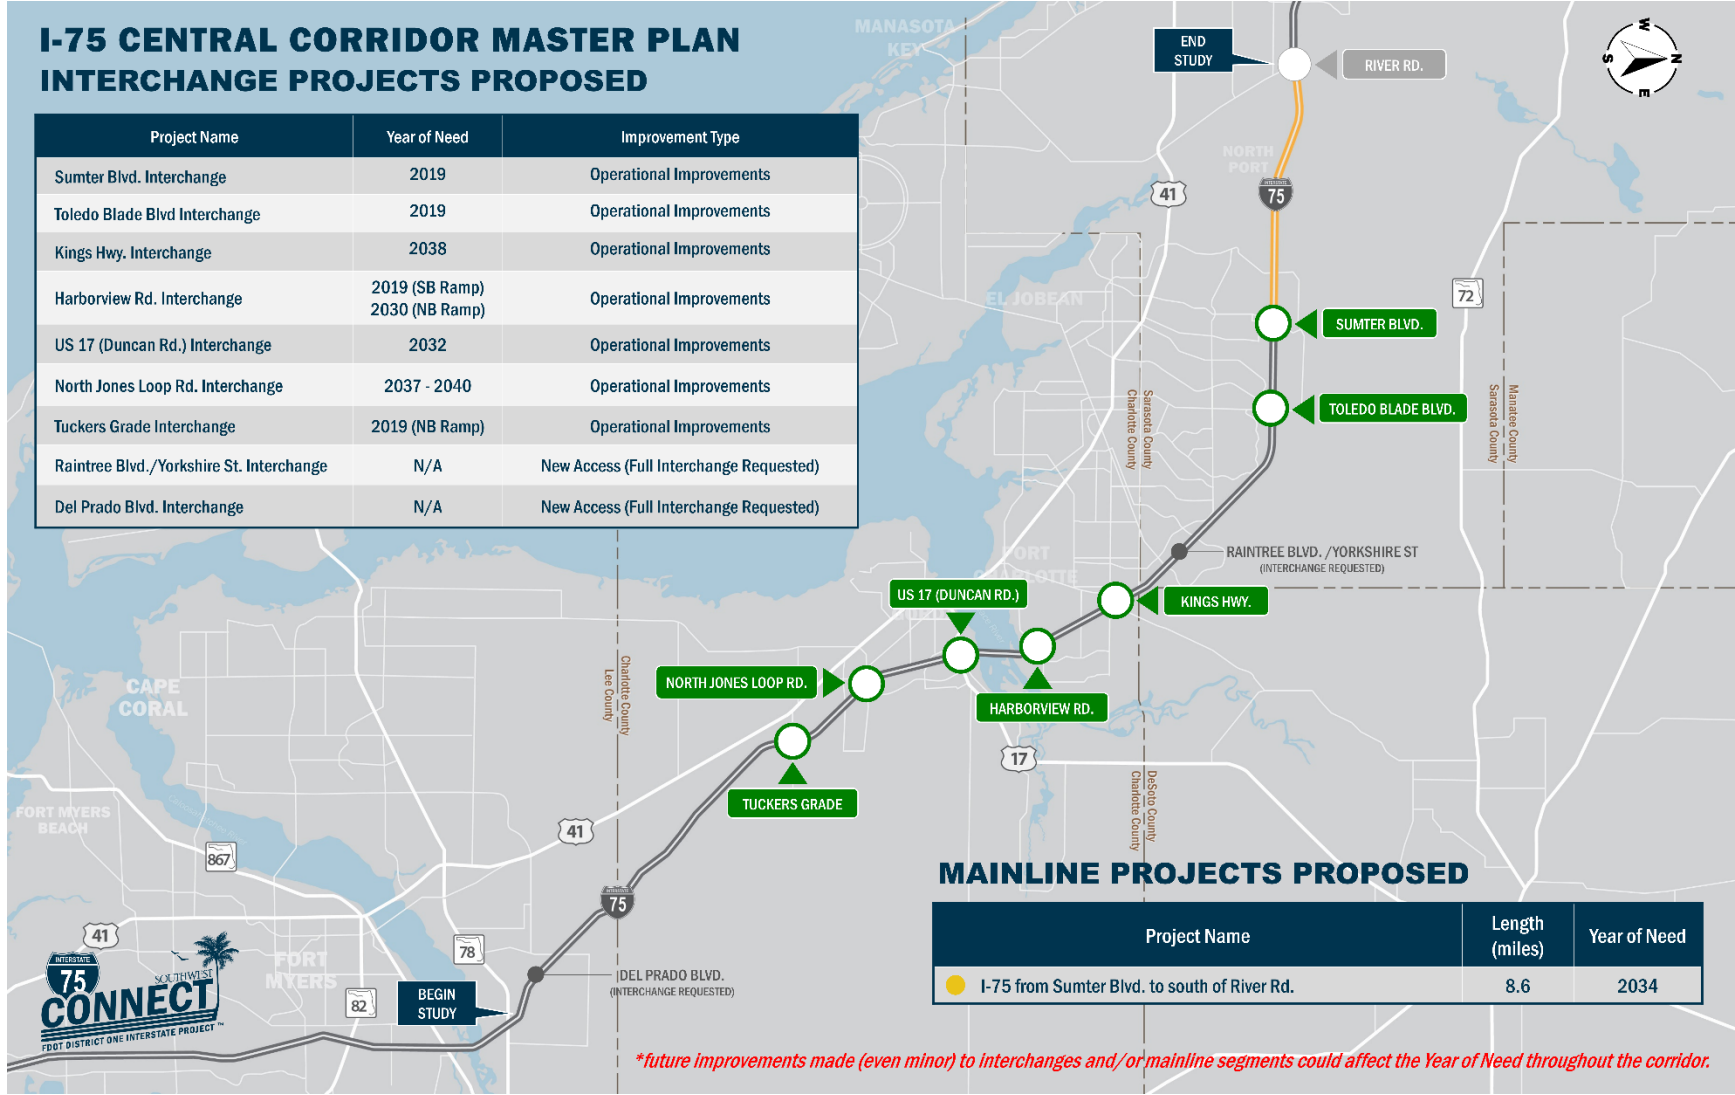 I-75 CENTRAL CORRIDOR MASTER PLAN
INTERCHANGE PROJECTS PROPOSED
Project Name Year of Need Improvement Type
Sumter Blvd. Interchange 2019 Operational Improvements
Toledo Blade Blvd Interchange 2019 Operational Improvements
Kings Hwy. Interchange 2038 Operational Improvements
Harborview Rd. Interchange 2019 (SB Ramp) Operational Improvements
2030 (NB Ramp)
US 17 (Duncan Rd.) Interchange 2032 Operational Improvements
North Jones Loop Rd. Interchange 2037 - 2040 Operational Improvements
Tuckers Grade Interchange 2019 (NB Ramp) Operational Improvements
Raintree Blvd./Yorkshire St. Interchange N/A New Access (Full Interchange Requested)
Del Prado Blvd. Interchange N/A New Access (Full Interchange Requested)
MANASOTA
KEY
END
STUDY
RIVER RD.
W
N
S
E
NORTH
PORT
41
INTERSTATE
75
72
EL JOBEAN
SUMTER BLVD.
TOLEDO BLADE BLVD.
Sarasota County
Charlotte County
Manatee County
Sarasota County
RAINTREE BLVD. /YORKSHIRE ST
(INTERCHANGE REQUESTED)
PORT
CHARLOTTE
US 17 (DUNCAN RD.)
KINGS HWY.
NORTH JONES LOOP RD.
HARBORVIEW RD.
Charlotte County
Lee County
CAPE
CORAL
17
TUCKERS GRADE
DeSoto County
Charlotte County
FORT MYERS
BEACH
41
867
INTERSTATE
75
41
78
FORT
MYERS
82
DEL PRADO BLVD.
(INTERCHANGE REQUESTED)
BEGIN
STUDY
INTERSTATE
75
SOUTHWEST
CONNECT
FDOT DISTRICT ONE INTERSTATE PROJECT ™
MAINLINE PROJECTS PROPOSED
Project Name Length (miles) Year of Need
I-75 from Sumter Blvd. to south of River Rd. 8.6 2034
*future improvements made (even minor) to interchanges and/or mainline segments could affect the Year of Need throughout the corridor.